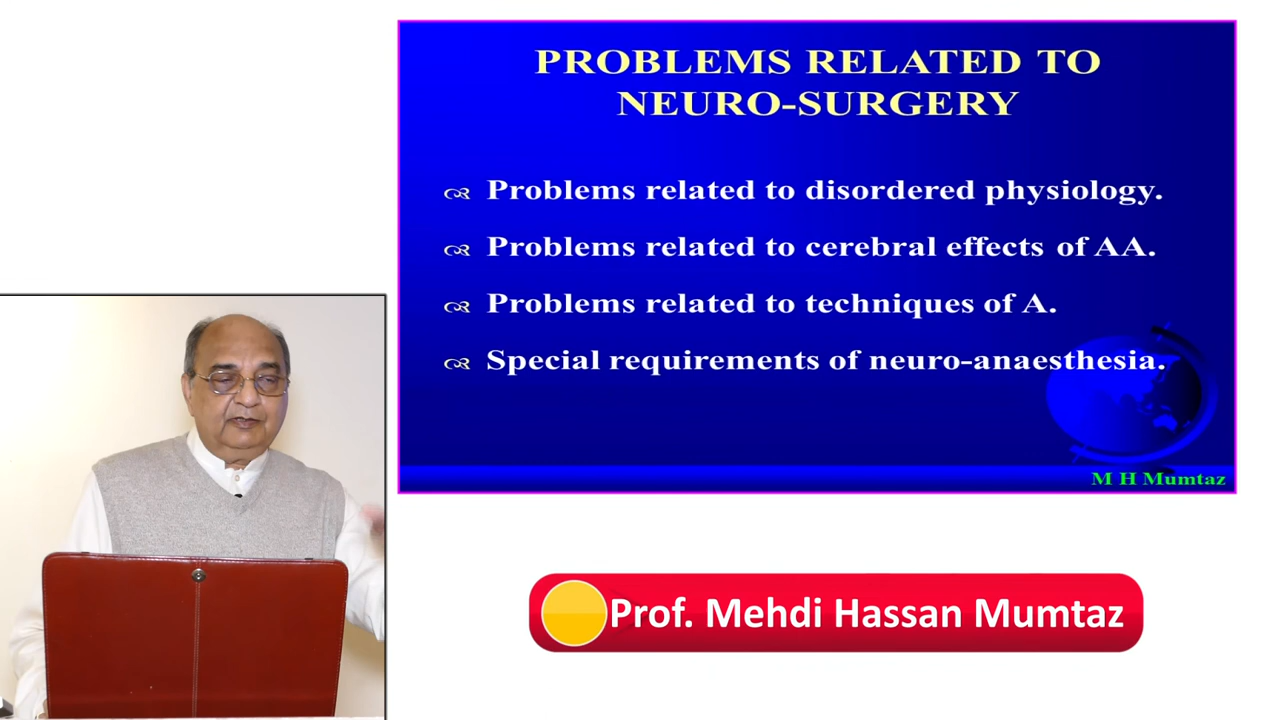 PROBLEMS RELATED TO
NEURO-SURGERY
Problems related to disordered physiology.
Problems related to cerebral effects of AA.
Problems related to techniques of A.
Special requirements of neuro-anaesthesia.
M H Mumtaz
Prof. Mehdi Hassan Mumtaz